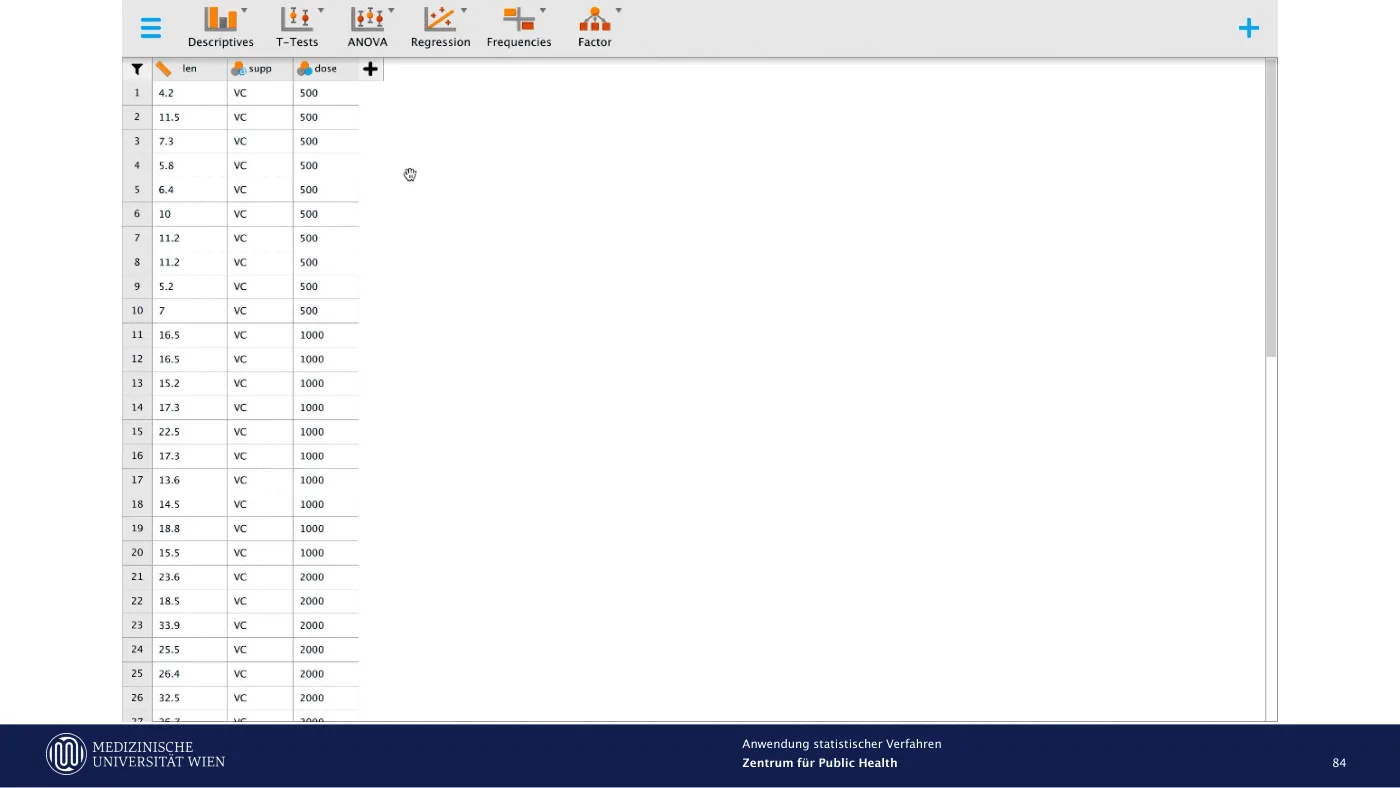 Descriptives T-Tests ANOVA Regression Frequencies Factor
len supp dose
1 4.2 VC 500
2 11.5 VC 500
3 7.3 VC 500
4 5.8 VC 500
5 6.4 VC 500
6 10 VC 500
7 11.2 VC 500
8 11.2 VC 500
9 5.2 VC 500
10 7 VC 500
11 16.5 VC 1000
12 16.5 VC 1000
13 15.2 VC 1000
14 17.3 VC 1000
15 22.5 VC 1000
16 17.3 VC 1000
17 13.6 VC 1000
18 14.5 VC 1000
19 18.8 VC 1000
20 15.5 VC 1000
21 23.6 VC 2000
22 18.5 VC 2000
23 33.9 VC 2000
24 25.5 VC 2000
25 26.4 VC 2000
26 32.5 VC 2000
27 26.7 VC 2000
MEDIZINISCHE
UNIVERSITÄT WIEN
Anwendung statistischer Verfahren
Zentrum für Public Health
84